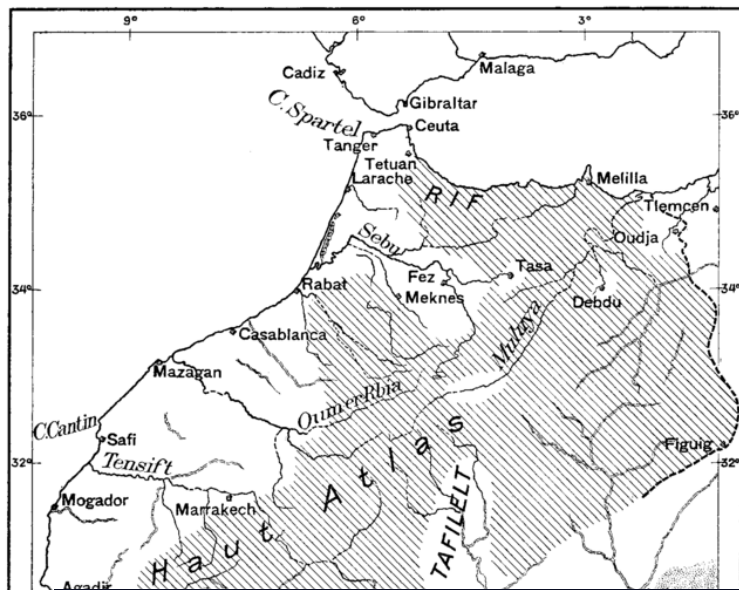 9°
6°
3°
Cadiz
Malaga
Gibraltar
C. Spartel
36°
36°
Ceuta
Tanger
Tetuan
Larache
Melilla
RIF
Tlemcen
Sebu
Oudja
Fez
Tasa
34°
34°
Rabat
Meknes
Debdu
Muluya
Casablanca
Mazagan
Oum er Rbia
C. Cantin
Safi
Figuig
32°
32°
Tensift
Atlas
Mogador
Marrakech
TAFILELT
Haut
Agadir